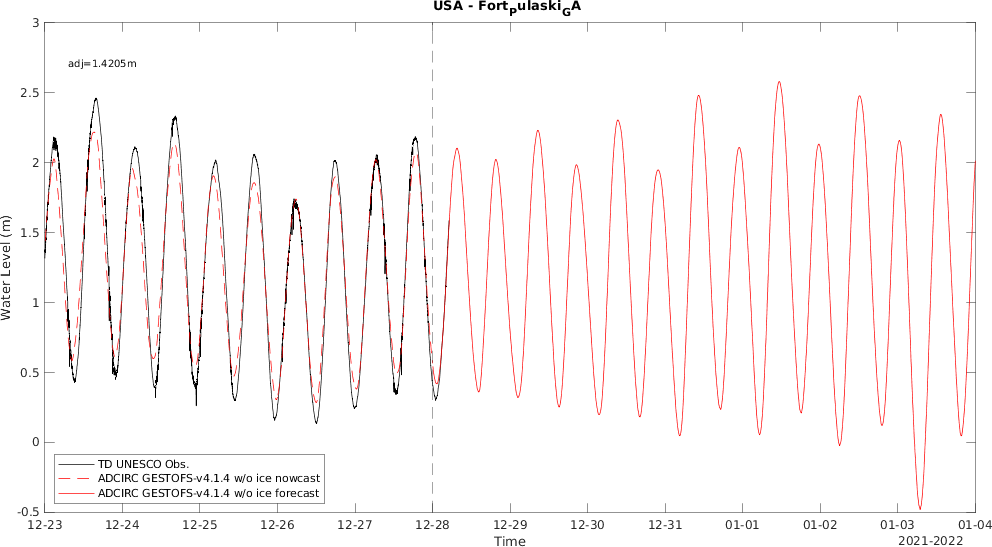 USA - Fort_Pulaski_GA
3
adj=1.4205m
2.5
2
1.5
1
0.5
0
-0.5
Water Level (m)
TD UNESCO Obs.
ADCIRC GESTOFS-v4.1.4 w/o ice nowcast
ADCIRC GESTOFS-v4.1.4 w/o ice forecast
12-23 12-24 12-25 12-26 12-27 12-28 12-29 12-30 12-31 01-01 01-02 01-03 01-04
Time
2021-2022